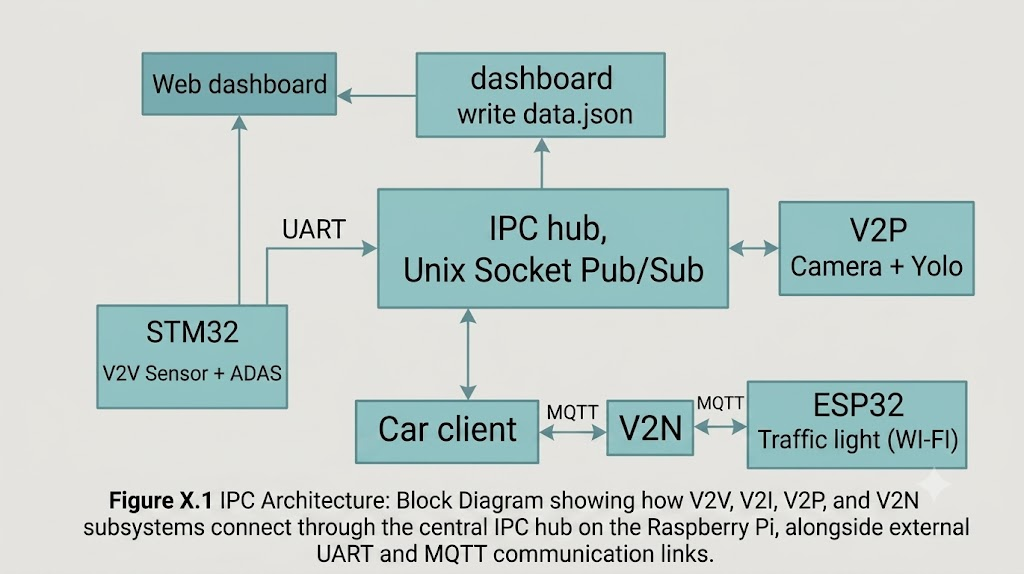 Web dashboard
dashboard
write data.json
UART
IPC hub,
Unix Socket Pub/Sub
V2P
Camera + Yolo
STM32
V2V Sensor + ADAS
Car client
MQTT
V2N
MQTT
ESP32
Traffic light (WI-FI)
Figure X.1 IPC Architecture: Block Diagram showing how V2V, V2I, V2P, and V2N
subsystems connect through the central IPC hub on the Raspberry Pi, alongside external
UART and MQTT communication links.